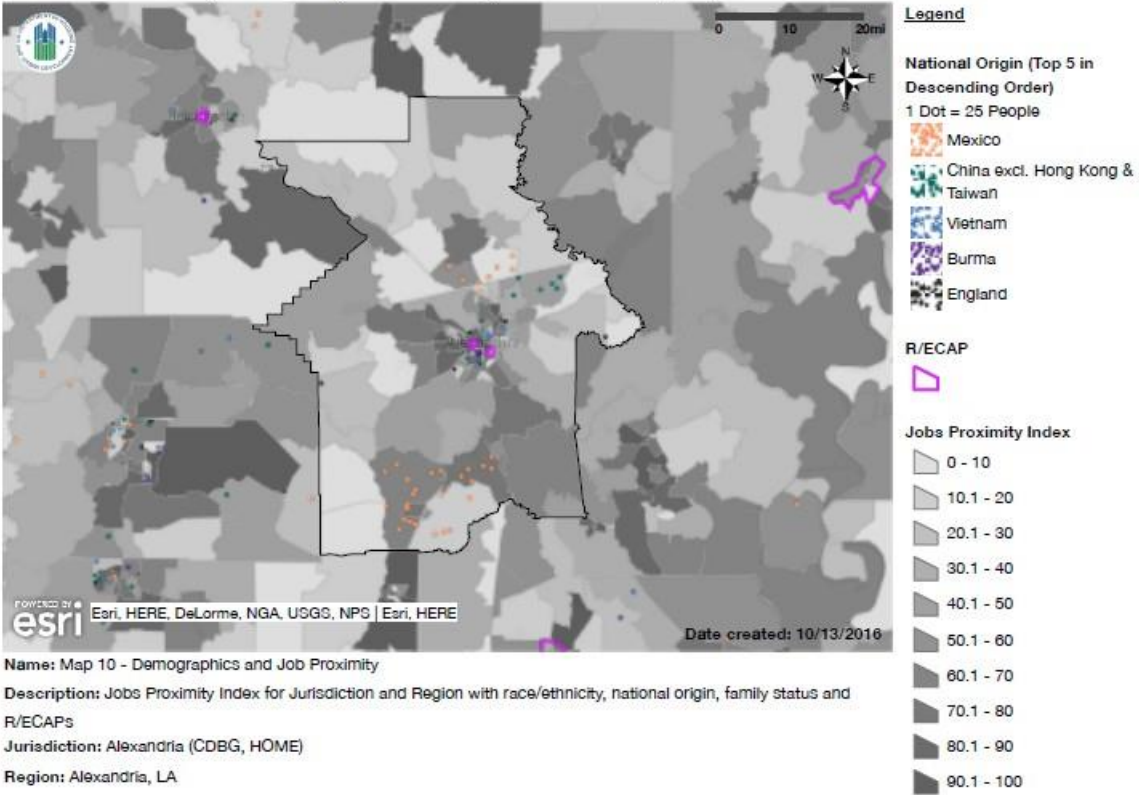 0 10 20mi
N
W E
S
POWERED BY
esri
Esri, HERE, DeLorme, NGA, USGS, NPS | Esri, HERE
Date created: 10/13/2016
Name: Map 10 - Demographics and Job Proximity
Description: Jobs Proximity Index for Jurisdiction and Region with race/ethnicity, national origin, family status and
R/ECAPs
Jurisdiction: Alexandria (CDBG, HOME)
Region: Alexandria, LA
Legend
National Origin (Top 5 in
Descending Order)
1 Dot = 25 People
Mexico
China excl. Hong Kong &
Taiwan
Vietnam
Burma
England
R/ECAP
Jobs Proximity Index
0 - 10
10.1 - 20
20.1 - 30
30.1 - 40
40.1 - 50
50.1 - 60
60.1 - 70
70.1 - 80
80.1 - 90
90.1 - 100